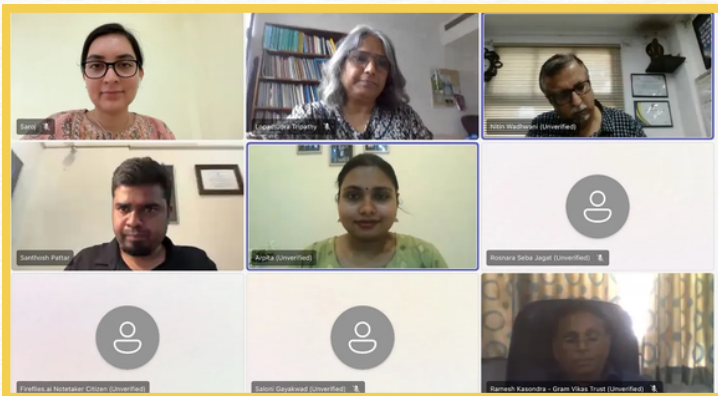 Saroj
Lopamudra Tripathy
Nitin Wadhwani (Unverified)
Santhosh Pattar
Arpita (Unverified)
Rosnara Seba Jagat (Unverified)
Fireflies.ai Notetaker Citizen (Unverified)
Saloni Gayakwad (Unverified)
Ramesh Kasondra - Gram Vikas Trust (Unverified)